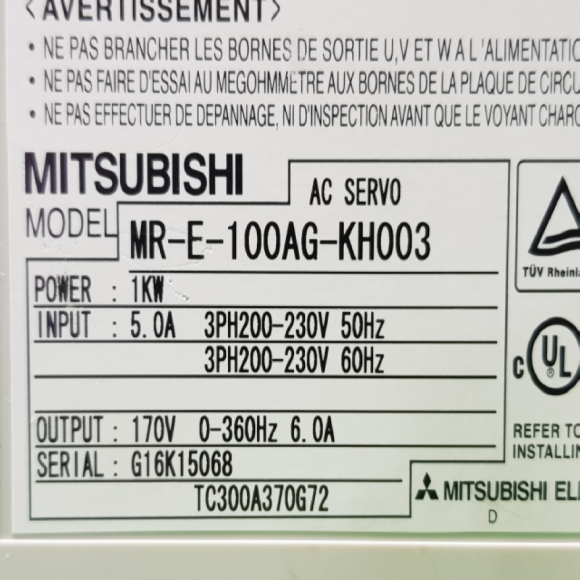 <AVERTISSEMENT>
• NE PAS BRANCHER LES BORNES DE SORTIE U,V ET W A L'ALIMENTATIO
• NE PAS FAIRE D'ESSAI AU MEGOHMMETRE AUX BORNES DE LA PLAQUE DE CIRCU
• NE PAS EFFECTUER DE DEPANNAGE, NI D'INSPECTION AVANT QUE LE VOYANT CHARG
MITSUBISHI AC SERVO
MODEL MR-E-100AG-KH003
POWER : 1KW
INPUT : 5.0A 3PH200-230V 50Hz
3PH200-230V 60Hz
OUTPUT : 170V 0-360Hz 6.0A
SERIAL : G16K15068
TC300A370G72
TÜV Rheinla
C UL ®
REFER TO
INSTALLIN
MITSUBISHI ELE
D